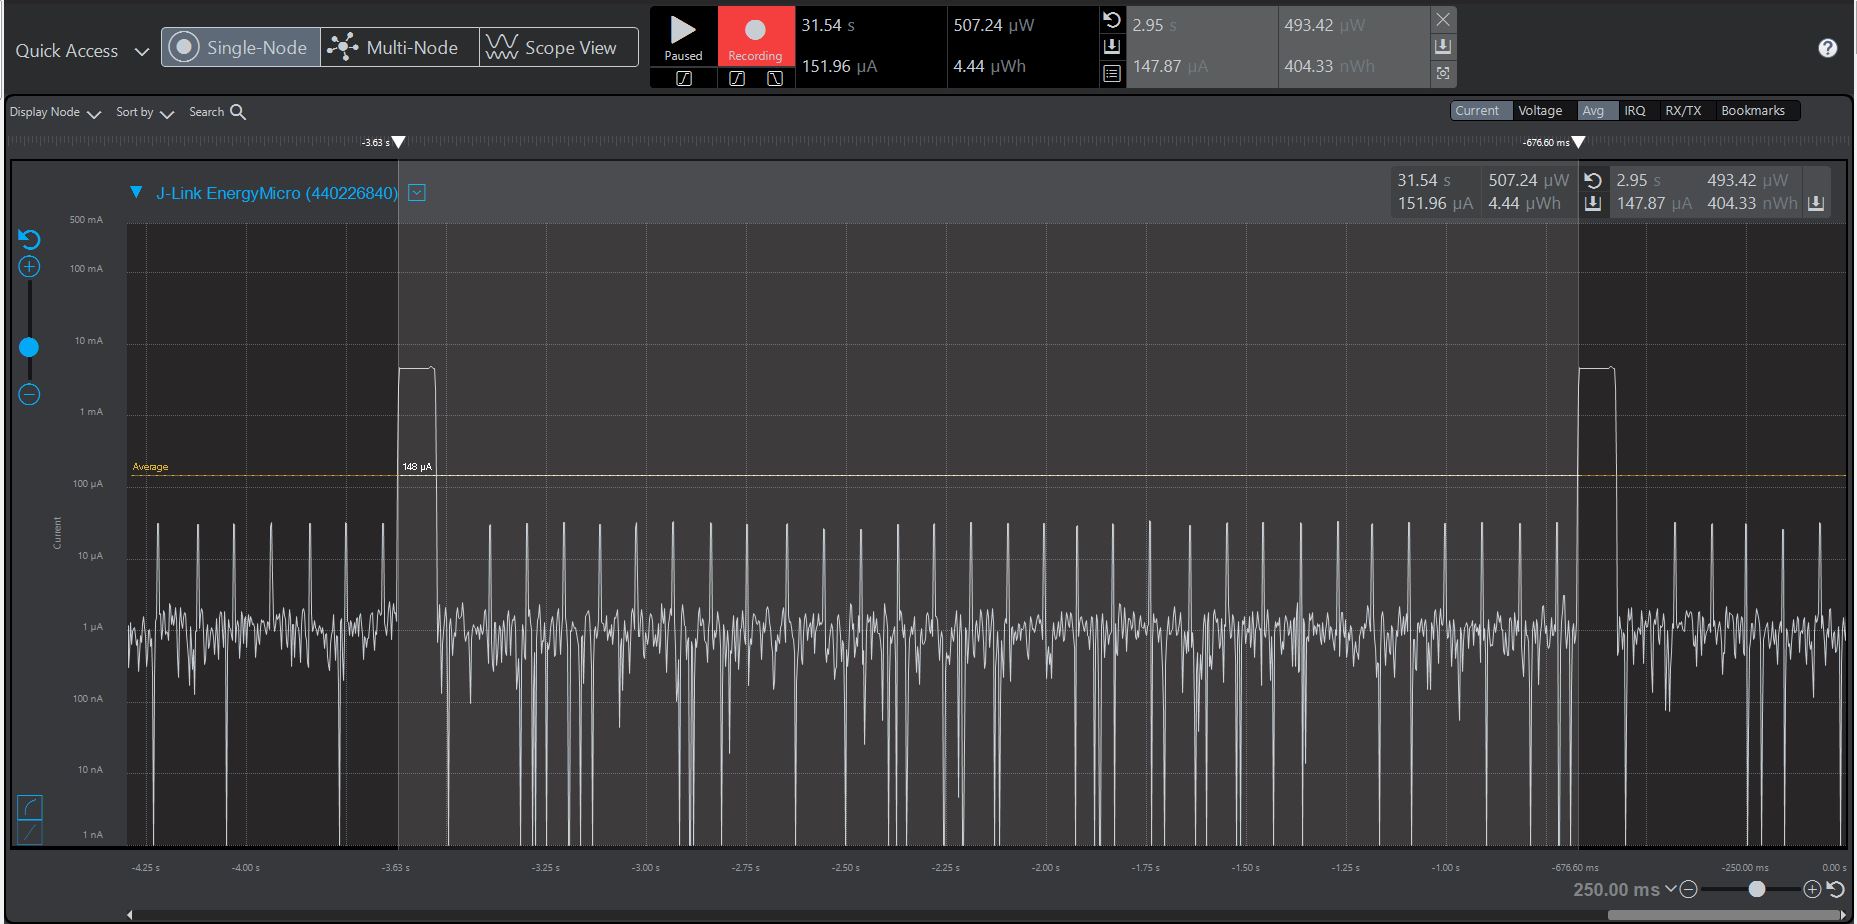 Quick Access
Single-Node
Multi-Node
Scope View
Paused
Recording
31.54 s
507.24 µW
151.96 µA
4.44 µWh
2.95 s
493.42 µW
147.87 µA
404.33 nWh
Display Node
Sort by
Search
Current
Voltage
Avg
IRQ
RX/TX
Bookmarks
-3.63 s
-676.60 ms
J-Link EnergyMicro (440226840)
31.54 s
507.24 µW
2.95 s
493.42 µW
151.96 µA
4.44 µWh
147.87 µA
404.33 nWh
500 mA
100 mA
10 mA
1 mA
Average
148 µA
100 µA
Current
10 µA
1 µA
100 nA
10 nA
1 nA
-4.25 s
-4.00 s
-3.63 s
-3.25 s
-3.00 s
-2.75 s
-2.50 s
-2.25 s
-2.00 s
-1.75 s
-1.50 s
-1.25 s
-1.00 s
-676.60 ms
-250.00 ms
0.00 s
250.00 ms